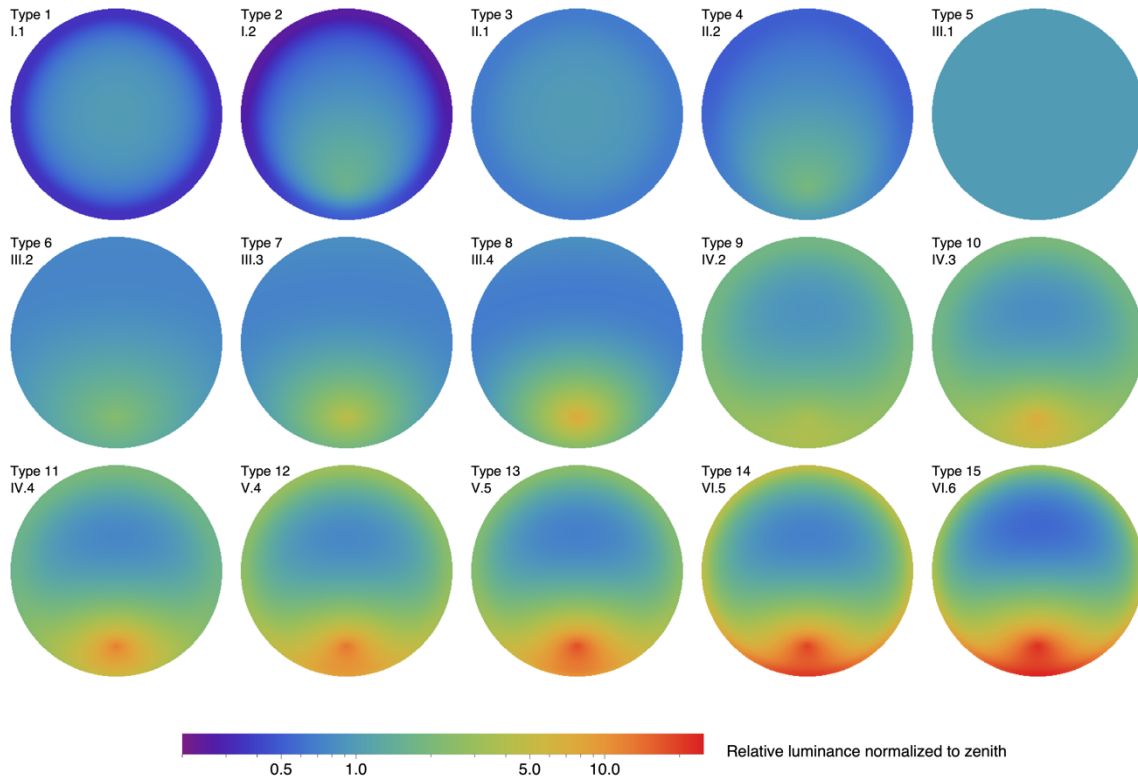 Type 1
I.1
Type 2
I.2
Type 3
II.1
Type 4
II.2
Type 5
III.1
Type 6
III.2
Type 7
III.3
Type 8
III.4
Type 9
IV.2
Type 10
IV.3
Type 11
IV.4
Type 12
V.4
Type 13
V.5
Type 14
VI.5
Type 15
VI.6
0.5 1.0 5.0 10.0
Relative luminance normalized to zenith